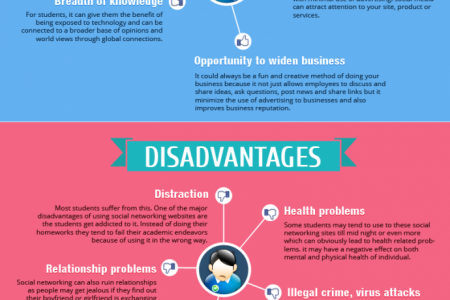 Breadth of knowledge
For students, it can give them the benefit of
being exposed to technology and can be
connected to a broader base of opinions and
world views through global connections.
can attract attention to your site, product or
services.
Opportunity to widen business
It could always be a fun and creative method of doing your
business because it not just allows employees to discuss and
share ideas, ask questions, post news and share links but it
minimize the use of advertising to businesses and also
improves business reputation.
DISADVANTAGES
Distraction
Most students suffer from this. One of the major
disadvantages of using social networking websites are
the students get addicted to it. Instead of doing their
homeworks they tend to fail their academic endeavors
because of using it in the wrong way.
Health problems
Some students may tend to use to these social
networking sites till mid night or even more
which can obviously lead to health related prob-
lems. it may have a negative effect on both
mental and physical health of individual.
Relationship problems
Social networking can also ruin relationships
as people may get jealous if they find out
their boyfriend or girlfriend is exchanging
Illegal crime, virus attacks